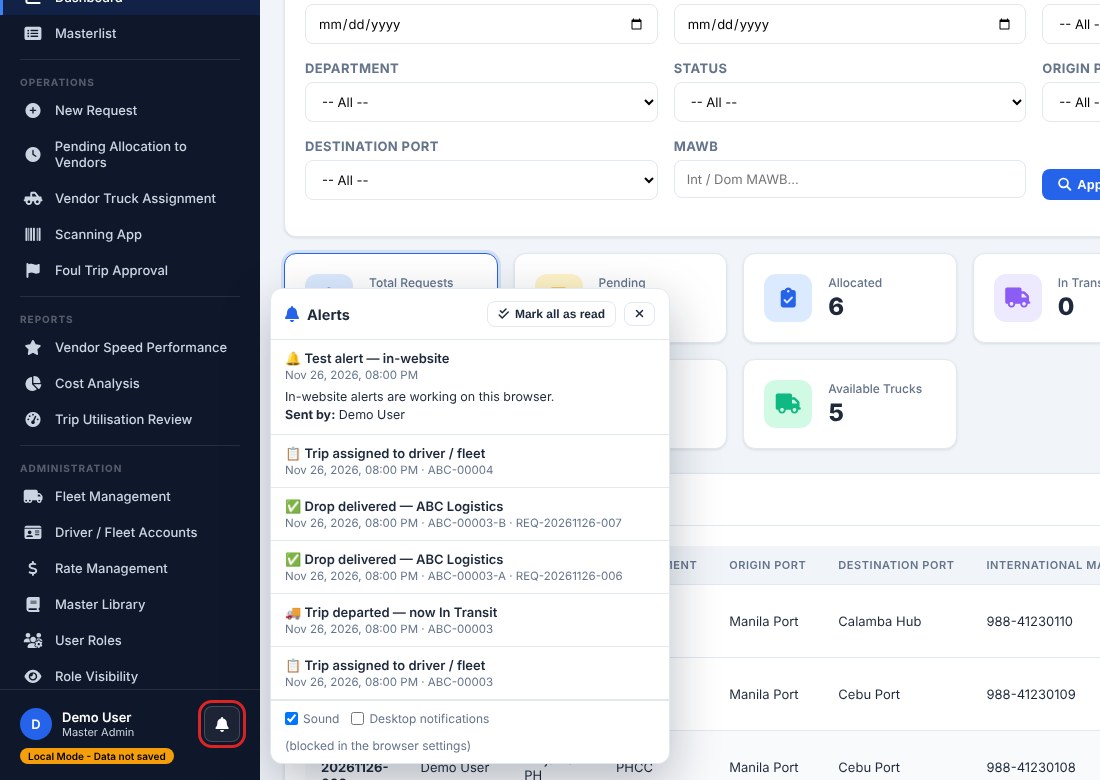 Dashboard
Masterlist
OPERATIONS
New Request
Pending Allocation to
Vendors
Vendor Truck Assignment
Scanning App
Foul Trip Approval
REPORTS
Vendor Speed Performance
Cost Analysis
Trip Utilisation Review
ADMINISTRATION
Fleet Management
Driver / Fleet Accounts
Rate Management
Master Library
User Roles
Role Visibility
D
Demo User
Master Admin
Local Mode - Data not saved
mm/dd/yyyy
mm/dd/yyyy
-- All -
DEPARTMENT
STATUS
ORIGIN P
-- All --
-- All --
-- All -
DESTINATION PORT
MAWB
-- All --
Int / Dom MAWB...
App
Total Requests
Pending
Allocated
6
In Trans
0
Available Trucks
5
Alerts
Mark all as read
🔔 Test alert — in-website
Nov 26, 2026, 08:00 PM
In-website alerts are working on this browser.
Sent by: Demo User
📋 Trip assigned to driver / fleet
Nov 26, 2026, 08:00 PM · ABC-00004
✅ Drop delivered — ABC Logistics
Nov 26, 2026, 08:00 PM · ABC-00003-B · REQ-20261126-007
✅ Drop delivered — ABC Logistics
Nov 26, 2026, 08:00 PM · ABC-00003-A · REQ-20261126-006
🚚 Trip departed — now In Transit
Nov 26, 2026, 08:00 PM · ABC-00003
📋 Trip assigned to driver / fleet
Nov 26, 2026, 08:00 PM · ABC-00003
Sound
Desktop notifications
(blocked in the browser settings)
MENT
ORIGIN PORT
DESTINATION PORT
INTERNATIONAL MA
Manila Port
Calamba Hub
988-41230110
Manila Port
Cebu Port
988-41230109
20261126-
Demo User
PH
PHCC
Manila Port
Cebu Port
988-41230108